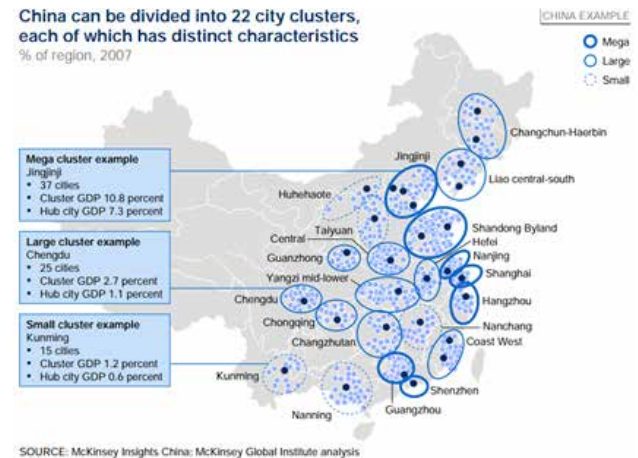 China can be divided into 22 city clusters,
each of which has distinct characteristics
% of region, 2007
CHINA EXAMPLE
Mega
Large
Small
Changchun-Haerbin
Jingjinji
Liao central-south
Mega cluster example
Jingjinji
• 37 cities
• Cluster GDP 10.8 percent
• Hub city GDP 7.3 percent
Huhehaote
Taiyuan
Central
Guanzhong
Shandong Byland
Hefei
Nanjing
Shanghai
Large cluster example
Chengdu
• 25 cities
• Cluster GDP 2.7 percent
• Hub city GDP 1.1 percent
Yangzi mid-lower
Chengdu
Hangzhou
Chongqing
Changzhutan
Nanchang
Coast West
Small cluster example
Kunming
• 15 cities
• Cluster GDP 1.2 percent
• Hub city GDP 0.6 percent
Kunming
Nanning
Shenzhen
Guangzhou
SOURCE: McKinsey Insights China; McKinsey Global Institute analysis